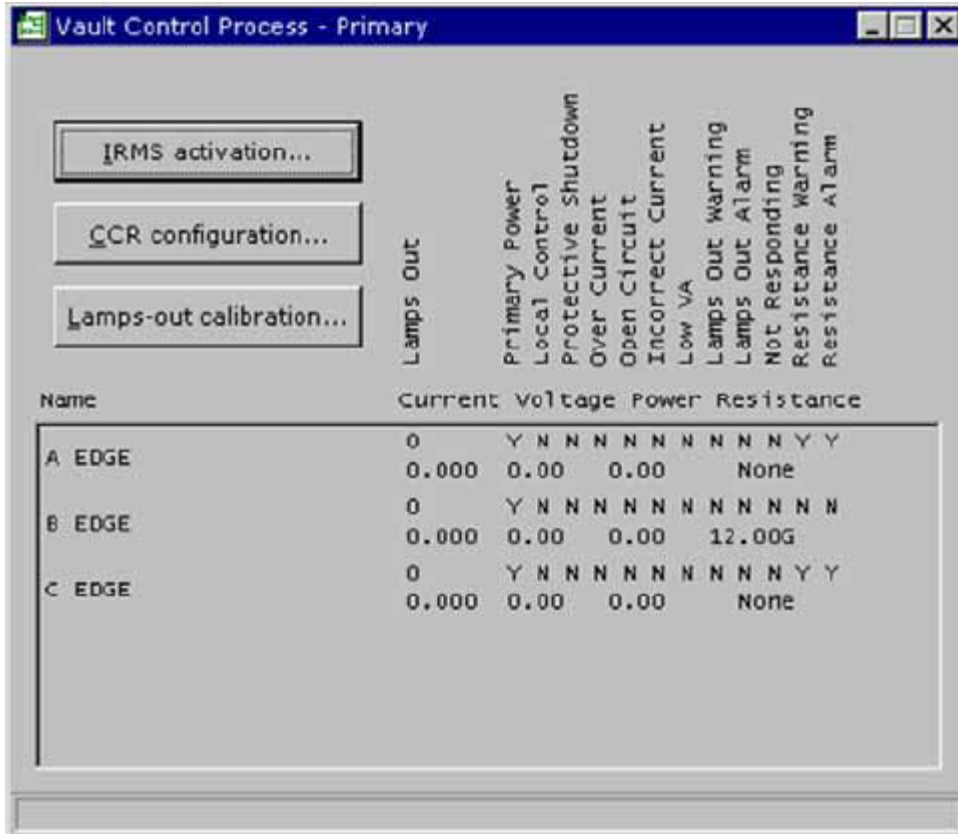 Vault Control Process - Primary
IRMS activation...
CCR configuration...
Lamps-out calibration...
Lamps Out
Primary Power
Local Control
Protective Shutdown
Over Current
Open Circuit
Incorrect Current
Low VA
Lamps Out Warning
Lamps Out Alarm
Not Responding
Resistance Warning
Resistance Alarm
Name Current Voltage Power Resistance
A EDGE
0 Y N N N N N N N N N Y Y
0.000 0.00 0.00 None
B EDGE
0 Y N N N N N N N N N N N
0.000 0.00 0.00 12.00G
C EDGE
0 Y N N N N N N N N N Y Y
0.000 0.00 0.00 None